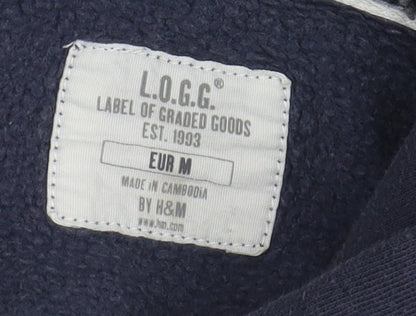 L.O.G.G.®
LABEL OF GRADED GOODS
EST. 1993
EUR M
MADE IN CAMBODIA
BY H&M
www.hm.com